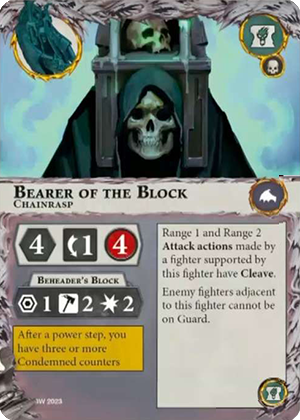 BEARER OF THE BLOCK
CHAINRASP
4 1 4
BEHEADER'S BLOCK
1 2 2
After a power step, you
have three or more
Condemned counters
Range 1 and Range 2
Attack actions made by
a fighter supported by
this fighter have Cleave.
Enemy fighters adjacent
to this fighter cannot be
on Guard.
IW 2023